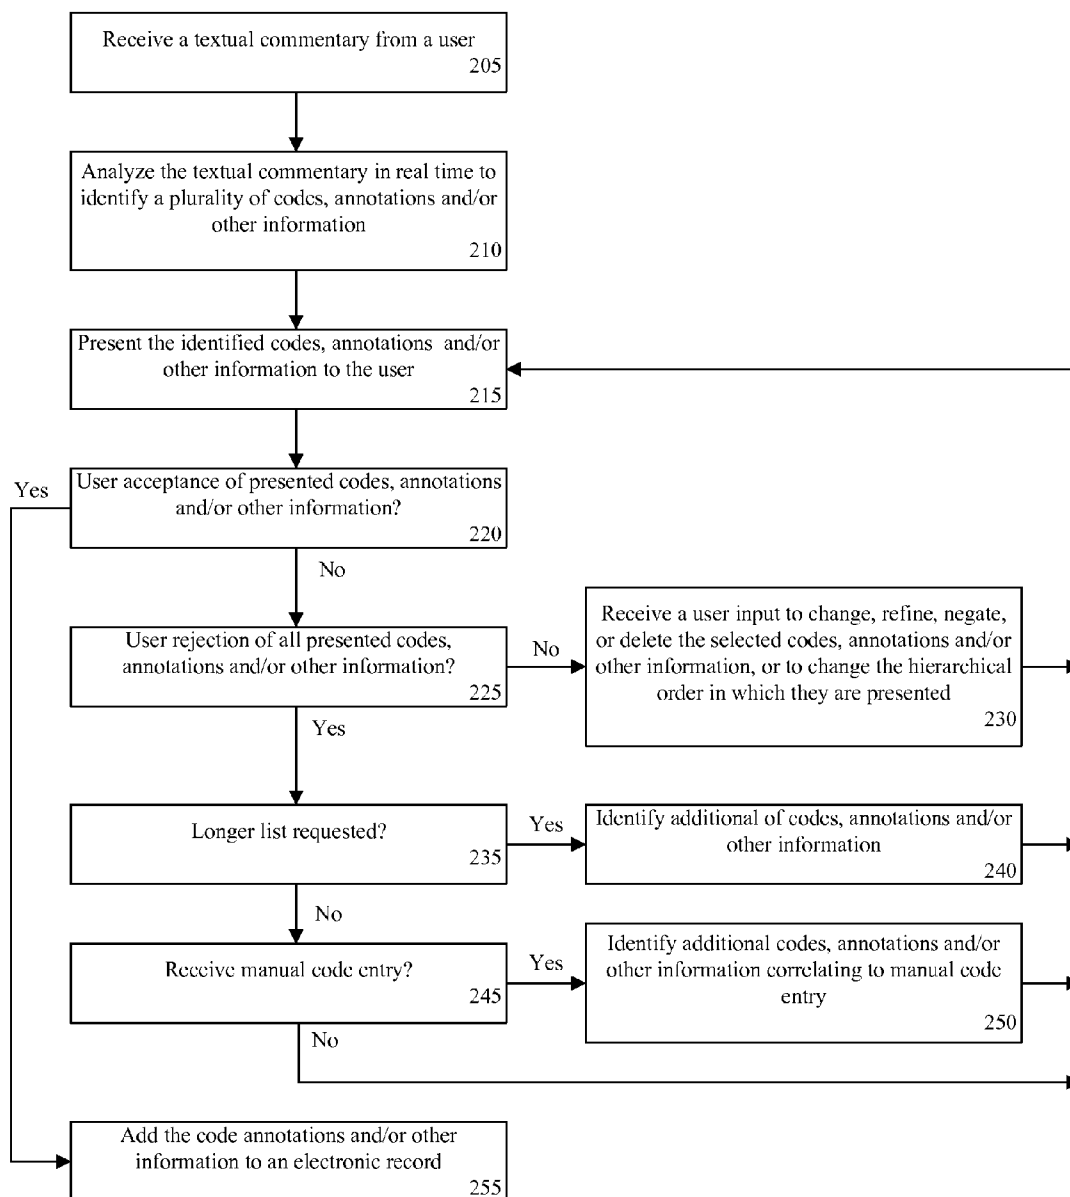 Receive a textual commentary from a user
205
Analyze the textual commentary in real time to
identify a plurality of codes, annotations and/or
other information
210
Present the identified codes, annotations and/or
other information to the user
215
Yes
User acceptance of presented codes, annotations
and/or other information?
220
No
User rejection of all presented codes,
annotations and/or other information?
225
No
Receive a user input to change, refine, negate,
or delete the selected codes, annotations and/or
other information, or to change the hierarchical
order in which they are presented
230
Yes
Longer list requested?
235
Yes
Identify additional of codes, annotations and/or
other information
240
No
Receive manual code entry?
245
Yes
Identify additional codes, annotations and/or
other information correlating to manual code
entry
250
No
Add the code annotations and/or other
information to an electronic record
255